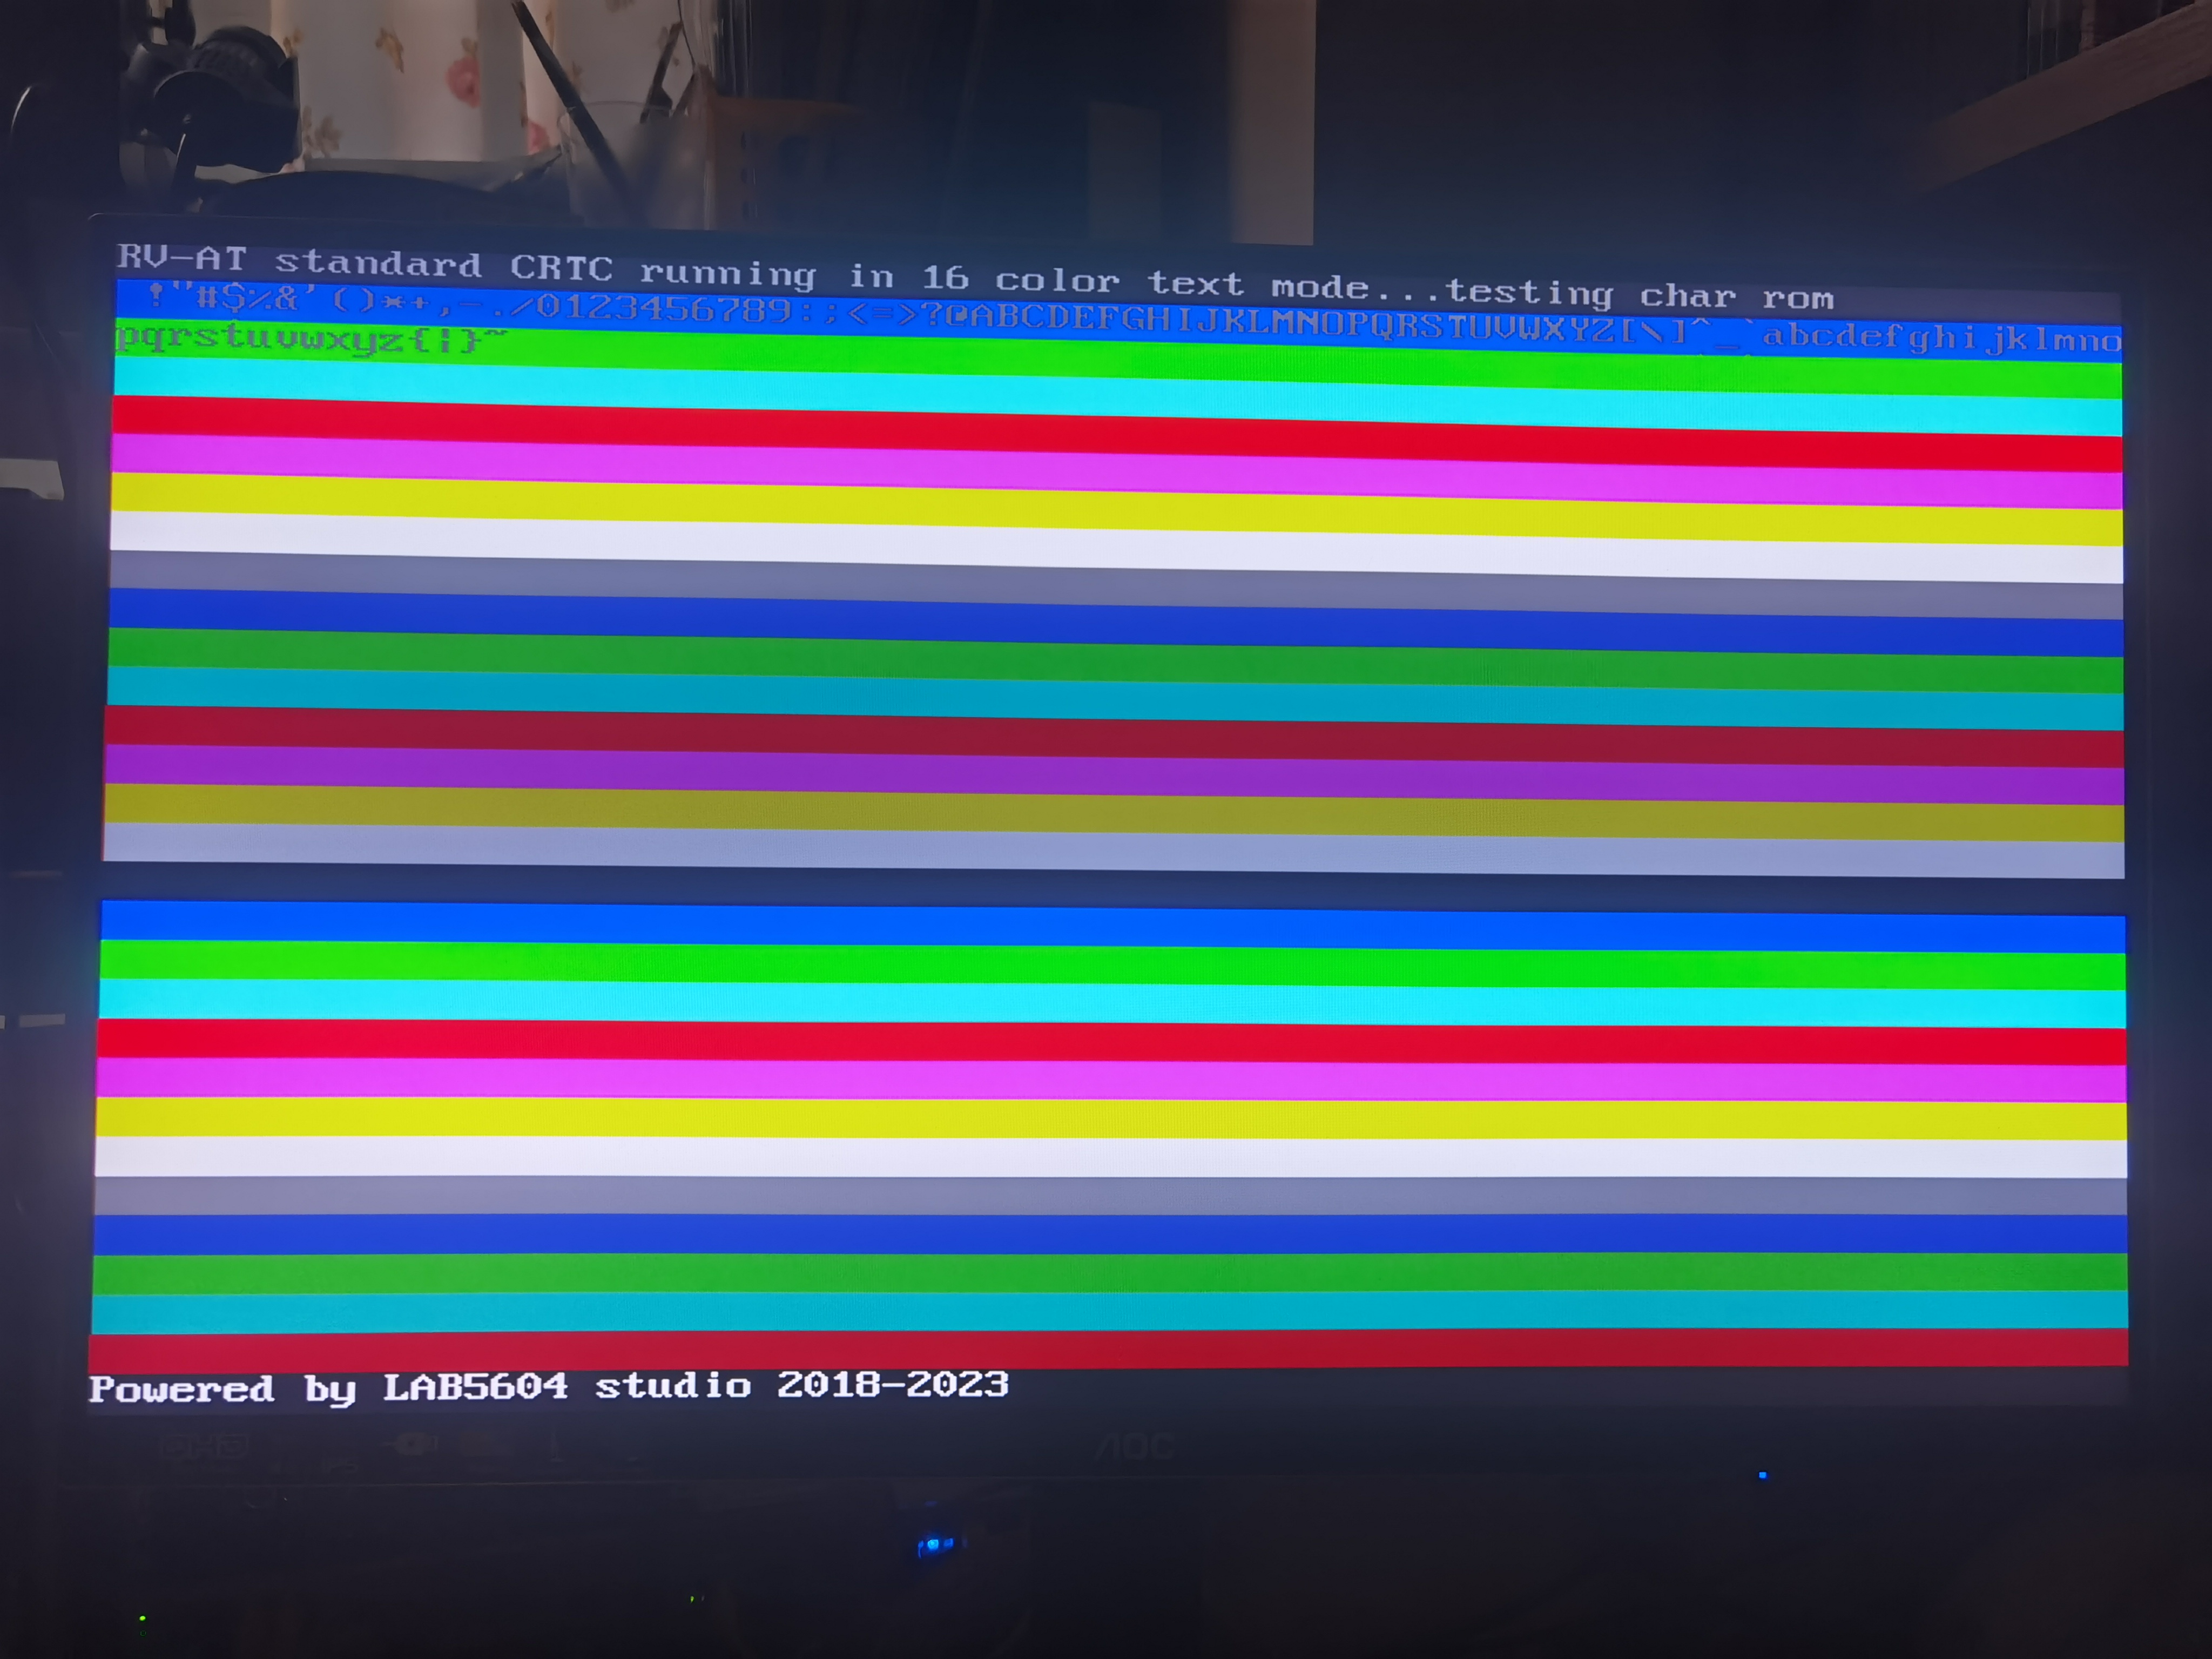 RV-AT standard CRTC running in 16 color text mode...testing char rom
!"#$%&'()*+,-./0123456789:;<=>?@ABCDEFGHIJKLMNOPQRSTUVWXYZ[\]^_`abcdefghijklmno
pqrstuvwxyz{¦}~
Powered by LAB5604 studio 2018-2023
AOC